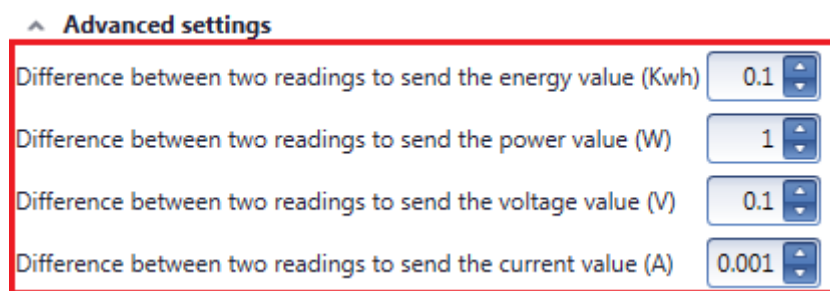 Advanced settings
Difference between two readings to send the energy value (Kwh) 0.1
Difference between two readings to send the power value (W) 1
Difference between two readings to send the voltage value (V) 0.1
Difference between two readings to send the current value (A) 0.001